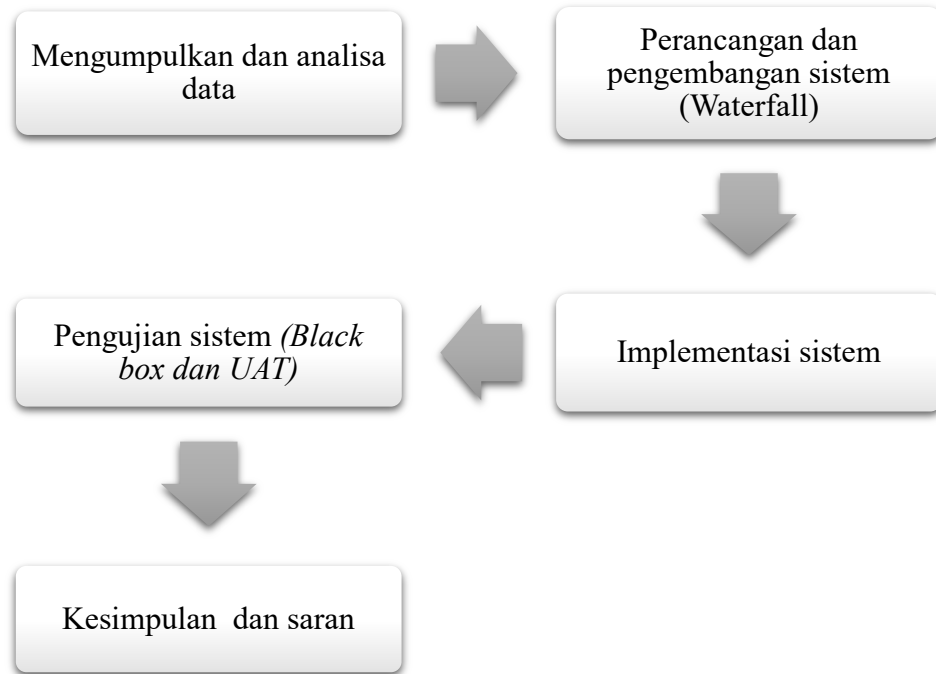 Mengumpulkan dan analisa
data
Perancangan dan
pengembangan sistem
(Waterfall)
Implementasi sistem
Pengujian sistem (Black
box dan UAT)
Kesimpulan  dan saran